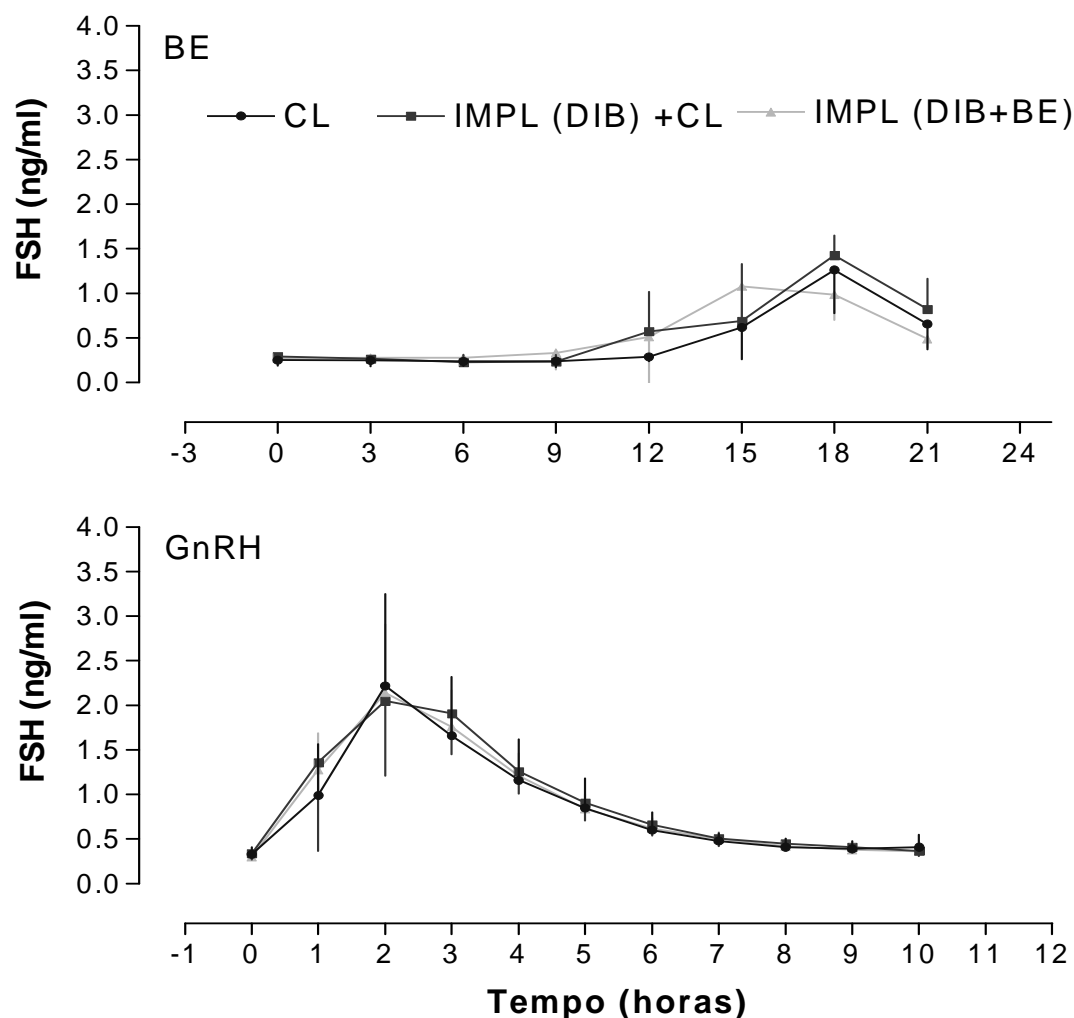 4.0
BE
3.5
3.0
CL IMPL (DIB) +CL IMPL (DIB+BE)
2.5
2.0
1.5
1.0
0.5
0.0
FSH (ng/ml)
-3 0 3 6 9 12 15 18 21 24
4.0
GnRH
3.5
3.0
2.5
2.0
1.5
1.0
0.5
0.0
FSH (ng/ml)
-1 0 1 2 3 4 5 6 7 8 9 10 11 12
Tempo (horas)